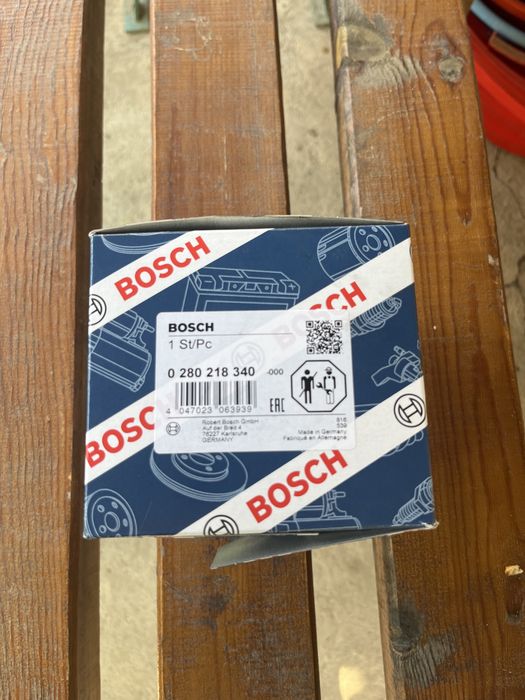 BOSCH
BOSCH
BOSCH
1 St/Pc
0 280 218 340 -000
4 047023 063939
EAC
Robert Bosch GmbH
Auf der Breit 4
76227 Karlsruhe
GERMANY
816
539
Made in Germany
Fabriqué en Allemagne
BOSCH
BOSCH